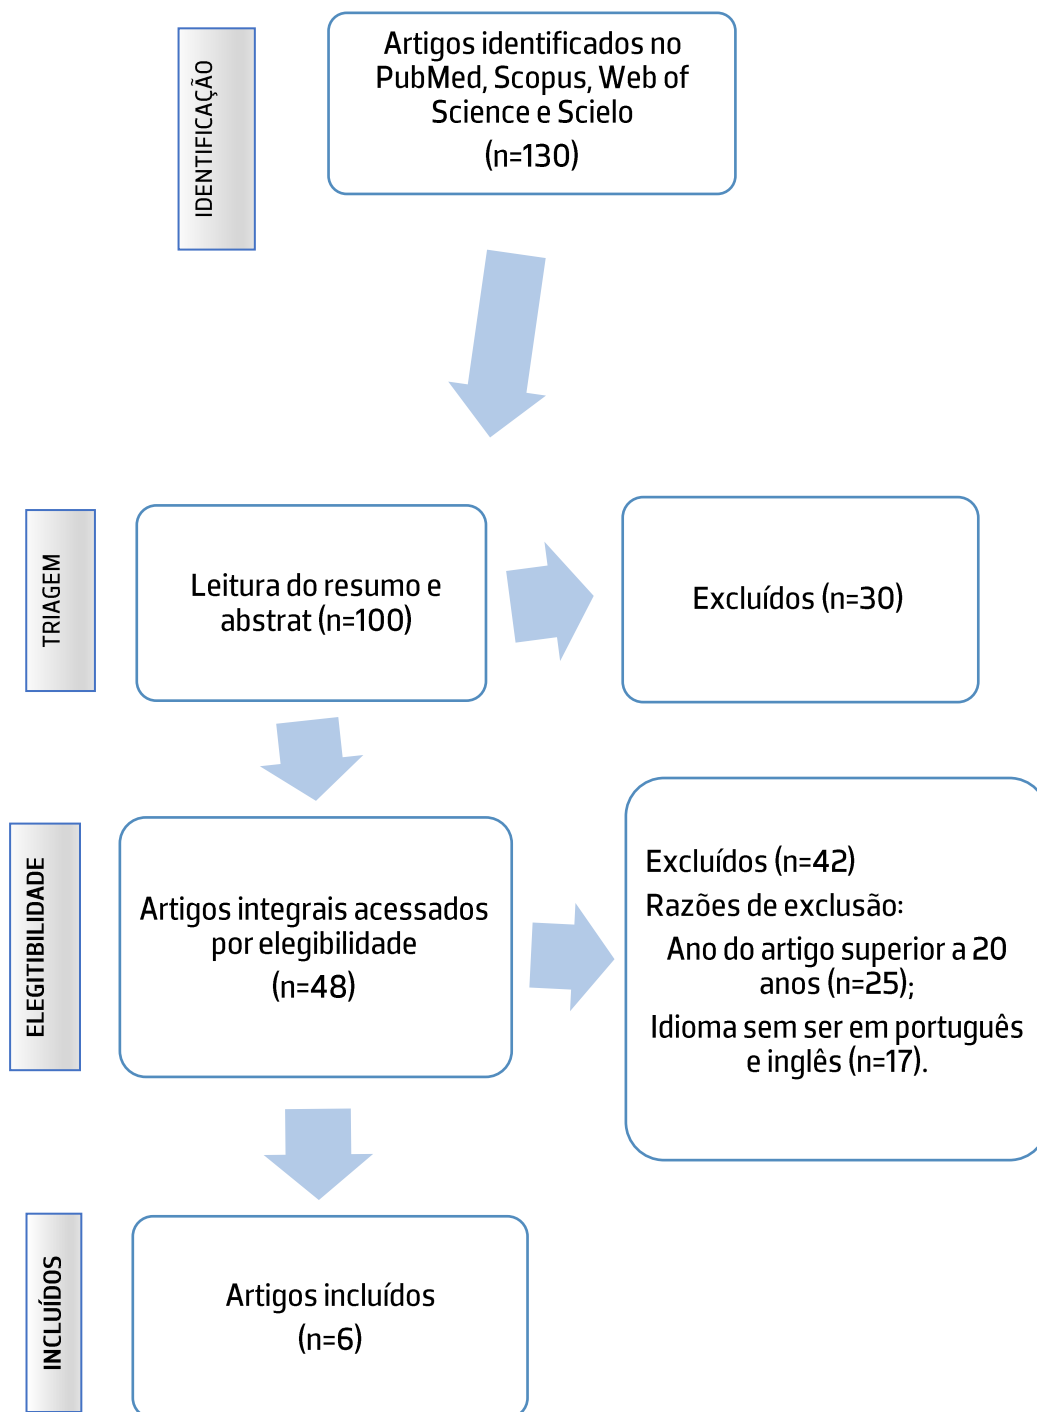 IDENTIFICAÇÃO
Artigos identificados no
PubMed, Scopus, Web of
Science e Scielo
(n=130)
TRIAGEM
Leitura do resumo e
abstrat (n=100)
Excluídos (n=30)
ELEGITIBILIDADE
Artigos integrais acessados
por elegibilidade
(n=48)
Excluídos (n=42)
Razões de exclusão:
Ano do artigo superior a 20
anos (n=25);
Idioma sem ser em português
e inglês (n=17).
INCLUÍDOS
Artigos incluídos
(n=6)